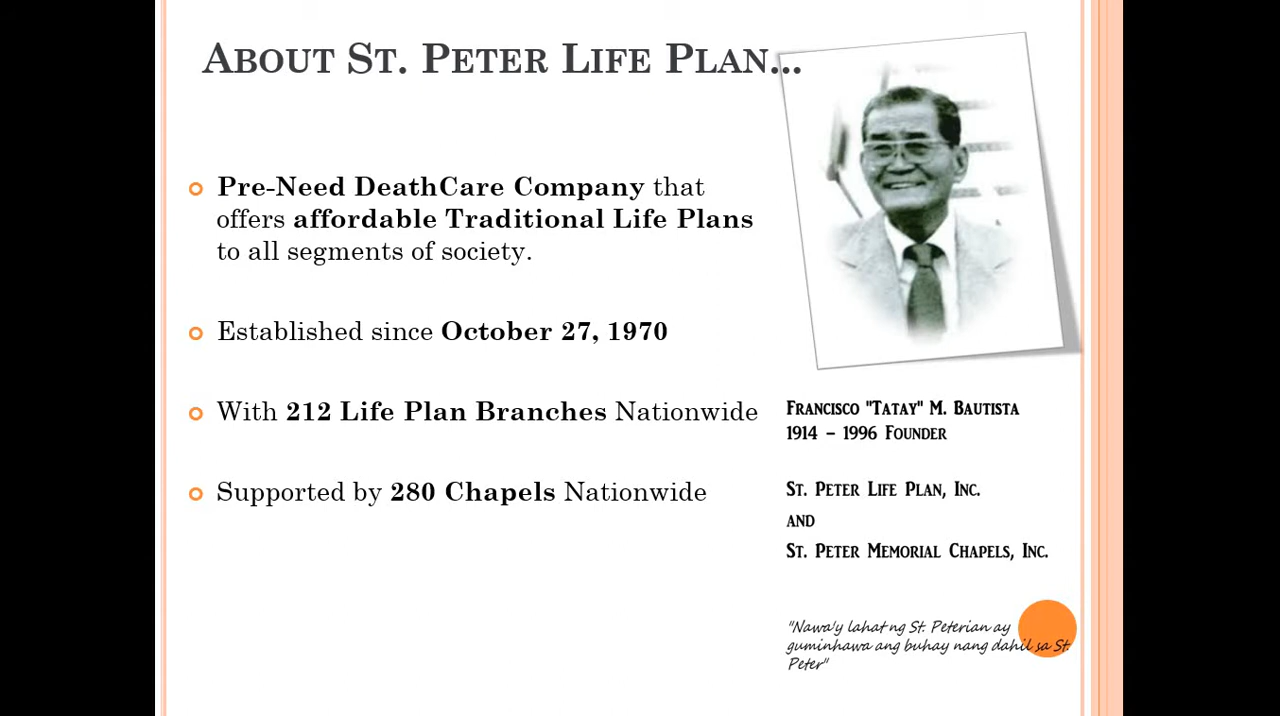 ABOUT ST. PETER LIFE PLAN...
Pre-Need DeathCare Company that
offers affordable Traditional Life Plans
to all segments of society.
Established since October 27, 1970
With 212 Life Plan Branches Nationwide
Supported by 280 Chapels Nationwide
FRANCISCO "TATAY" M. BAUTISTA
1914 – 1996 FOUNDER
ST. PETER LIFE PLAN, INC.
AND
ST. PETER MEMORIAL CHAPELS, INC.
"Nawa'y lahat ng St. Peterian ay
guminhawa ang buhay nang dahil sa St.
Peter"